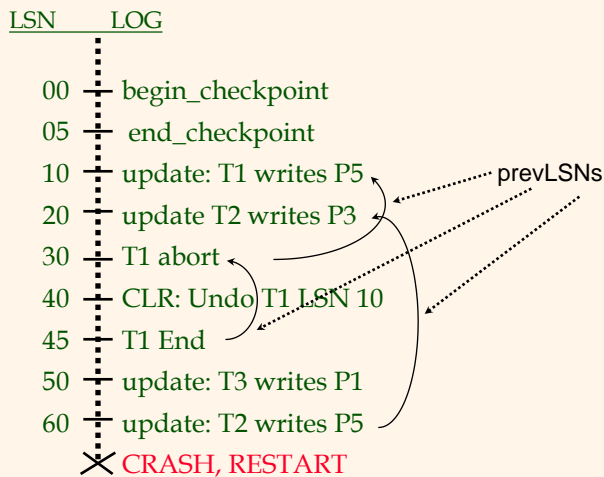 LSN LOG
00 begin_checkpoint
05 end_checkpoint
10 update: T1 writes P5
prevLSNs
20 update T2 writes P3
30 T1 abort
40 CLR: Undo T1 LSN 10
45 T1 End
50 update: T3 writes P1
60 update: T2 writes P5
CRASH, RESTART